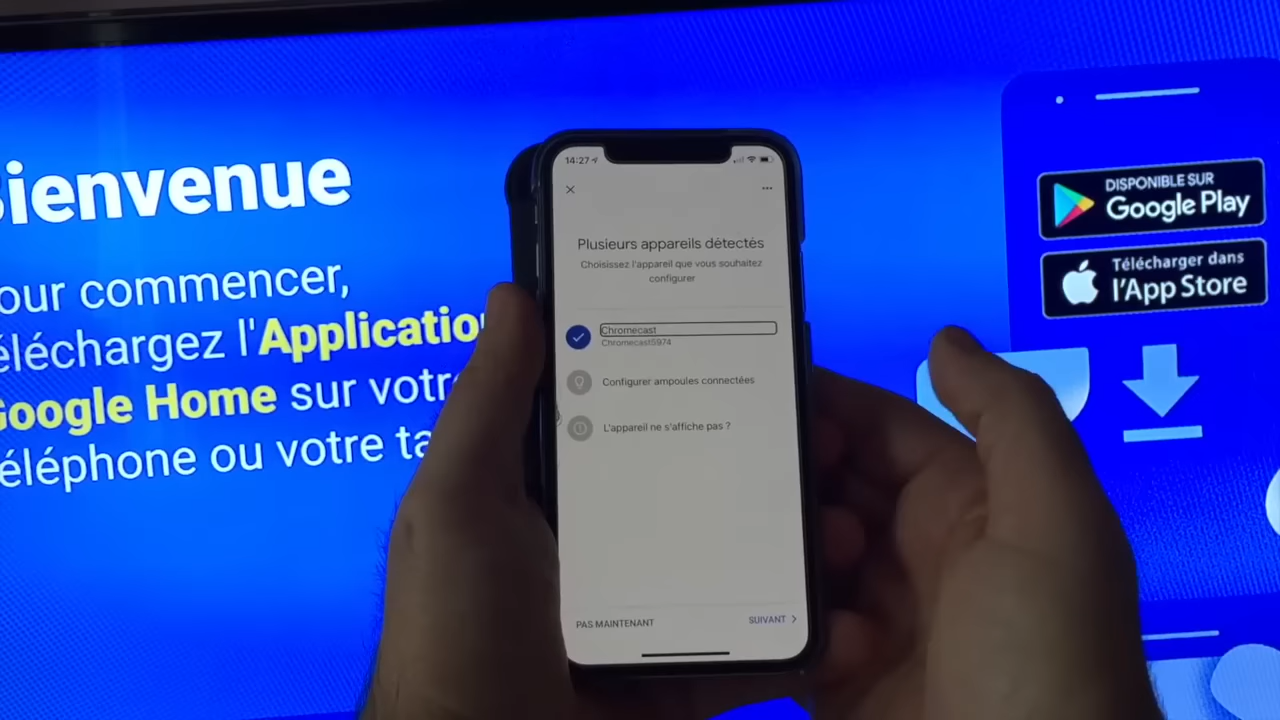 Bienvenue
our commencer,
éléchargez l'Applicatio
Google Home sur votr
éléphone ou votre ta
14:27
Plusieurs appareils détectés
Choisissez l'appareil que vous souhaitez
configurer
Chromecast
Chromecast5974
Configurer ampoules connectées
L'appareil ne s'affiche pas ?
PAS MAINTENANT
SUIVANT
DISPONIBLE SUR
Google Play
Télécharger dans
l'App Store